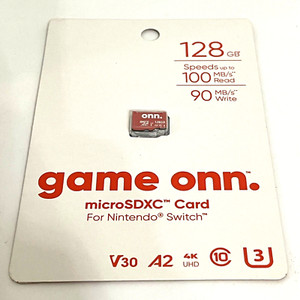 128 GB*
Speeds up to
100 MB/s**
Read
90 MB/s**
Write
onn.
game onn.
microSDXC™ Card
For Nintendo® Switch™
V30 A2 4K UHD 10 U3